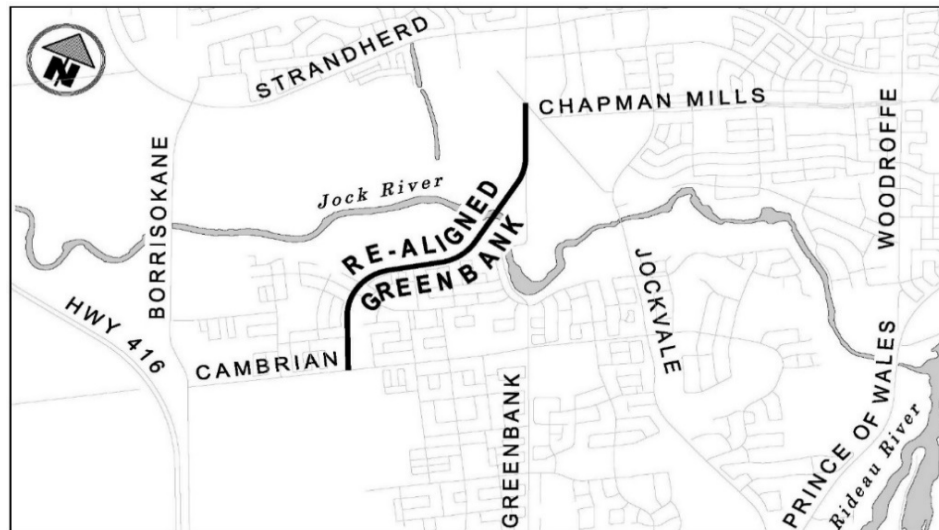 N
STRANDHERD
CHAPMAN MILLS
BORRISOKANE
WOODROFFE
Jock River
RE-ALIGNED
GREENBANK
JOCKVALE
HWY 416
CAMBRIAN
GREENBANK
PRINCE OF WALES
Rideau River